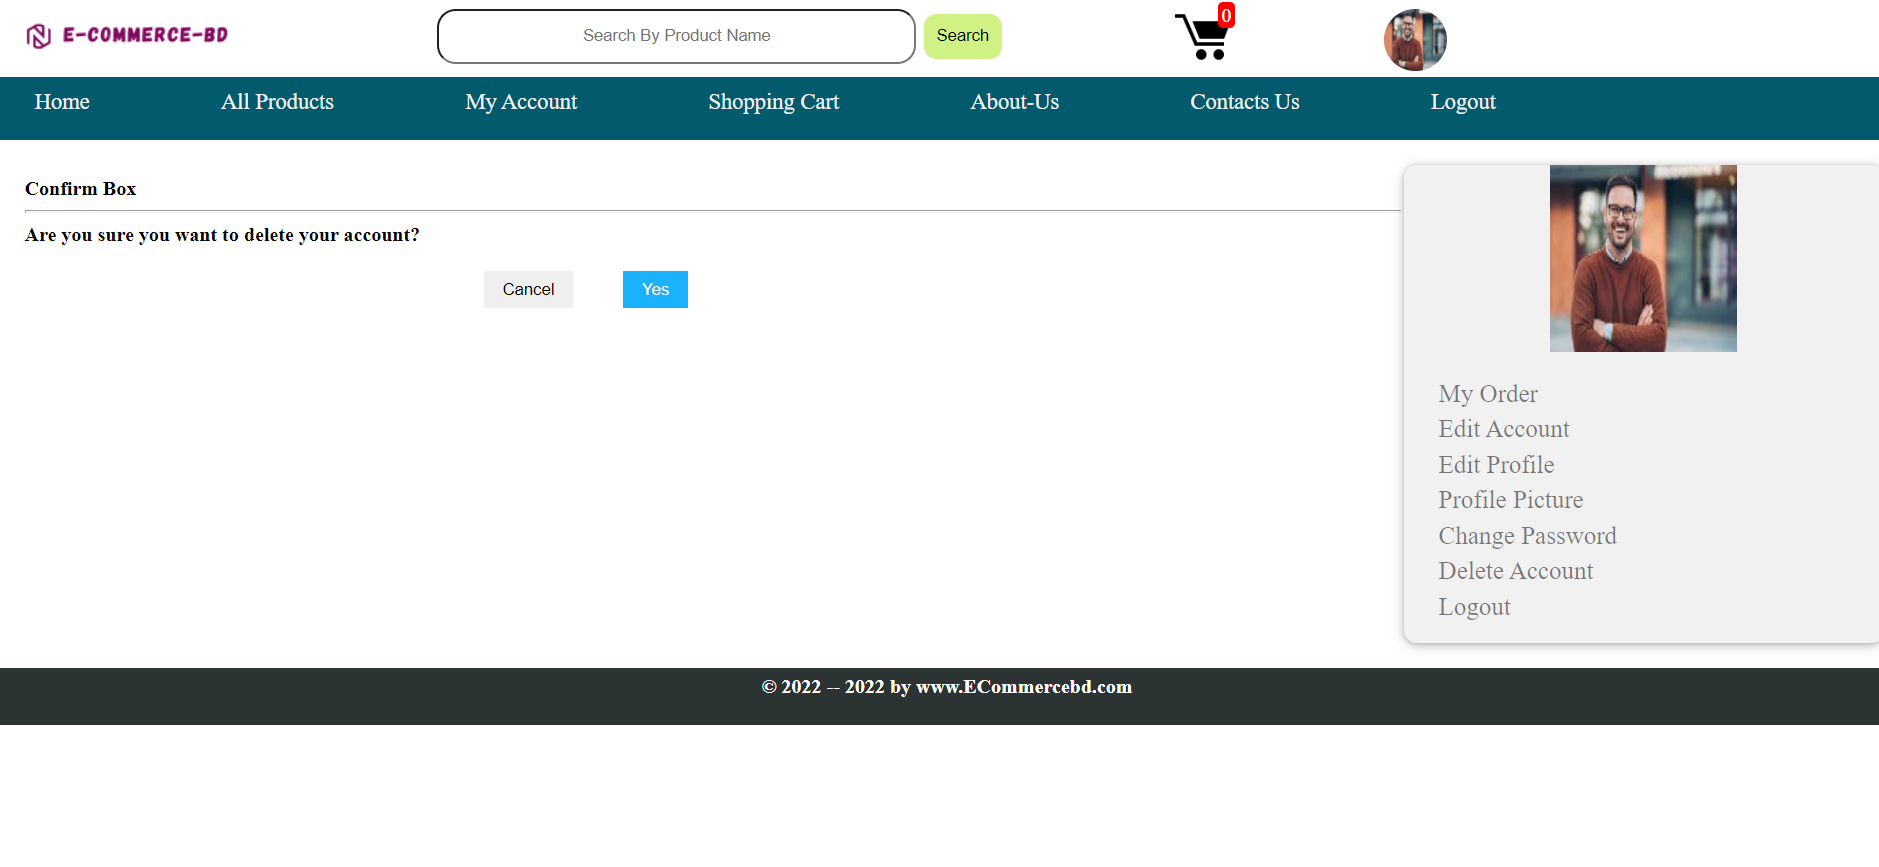 E-COMMERCE-BD
Search By Product Name
Search
0
Home
All Products
My Account
Shopping Cart
About-Us
Contacts Us
Logout
Confirm Box
Are you sure you want to delete your account?
Cancel
Yes
My Order
Edit Account
Edit Profile
Profile Picture
Change Password
Delete Account
Logout
© 2022 -- 2022 by www.ECommercebd.com